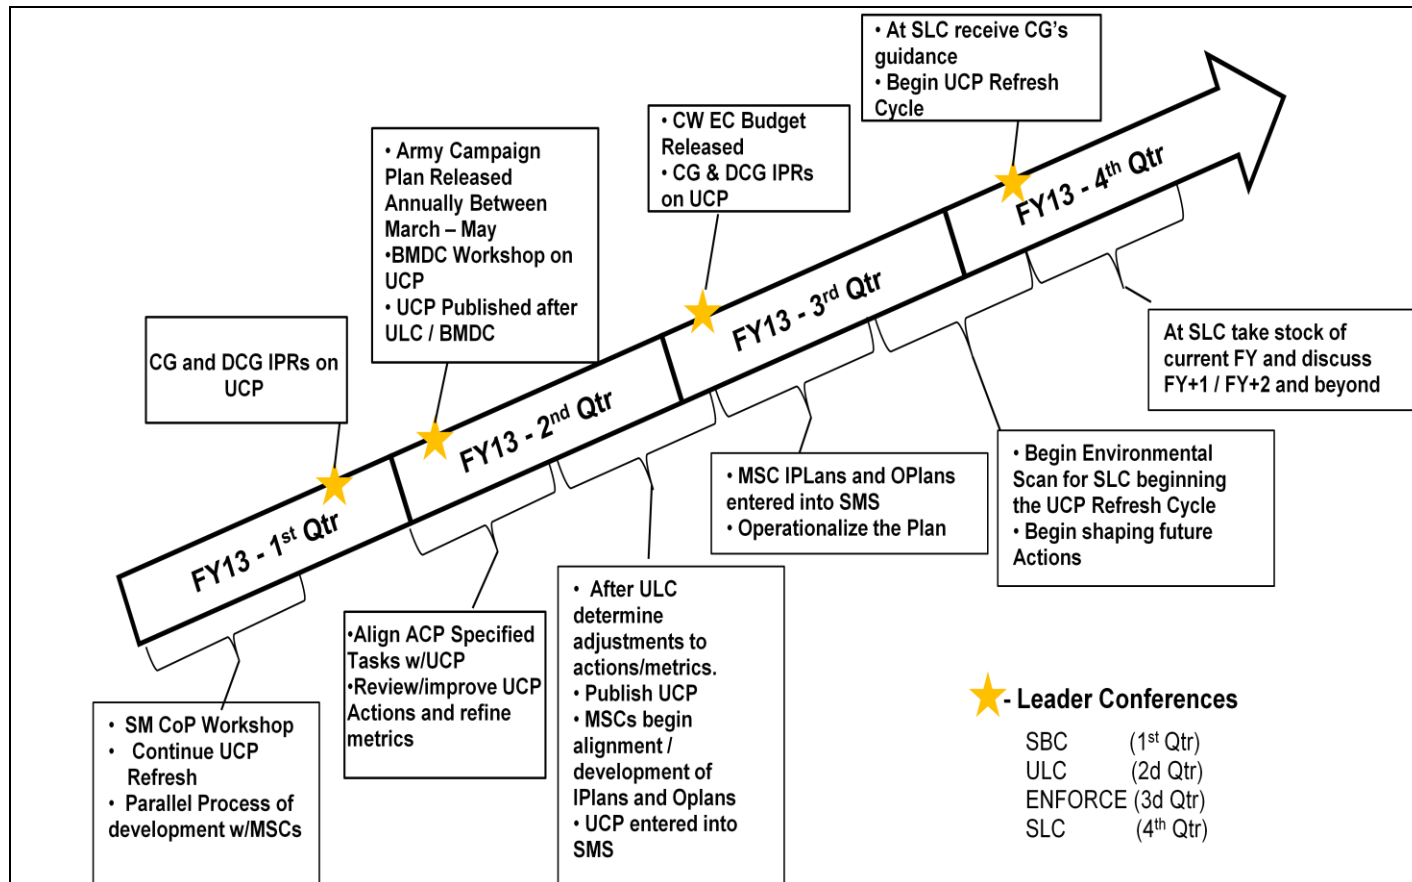 • At SLC receive CG's
guidance
• Begin UCP Refresh
Cycle
• CW EC Budget
Released
• CG & DCG IPRs
on UCP
• Army Campaign
Plan Released
Annually Between
March – May
•BMDC Workshop on
UCP
• UCP Published after
ULC / BMDC
CG and DCG IPRs on
UCP
FY13 - 1st Qtr
FY13 - 2nd Qtr
FY13 - 3rd Qtr
FY13 - 4th Qtr
• SM CoP Workshop
• Continue UCP
Refresh
• Parallel Process of
development w/MSCs
•Align ACP Specified
Tasks w/UCP
•Review/improve UCP
Actions and refine
metrics
• After ULC
determine
adjustments to
actions/metrics.
• Publish UCP
• MSCs begin
alignment /
development of
IPlans and Oplans
• UCP entered into
SMS
• MSC IPLans and OPlans
entered into SMS
• Operationalize the Plan
• Begin Environmental
Scan for SLC beginning
the UCP Refresh Cycle
• Begin shaping future
Actions
At SLC take stock of
current FY and discuss
FY+1 / FY+2 and beyond
- Leader Conferences
SBC (1st Qtr)
ULC (2d Qtr)
ENFORCE (3d Qtr)
SLC (4th Qtr)